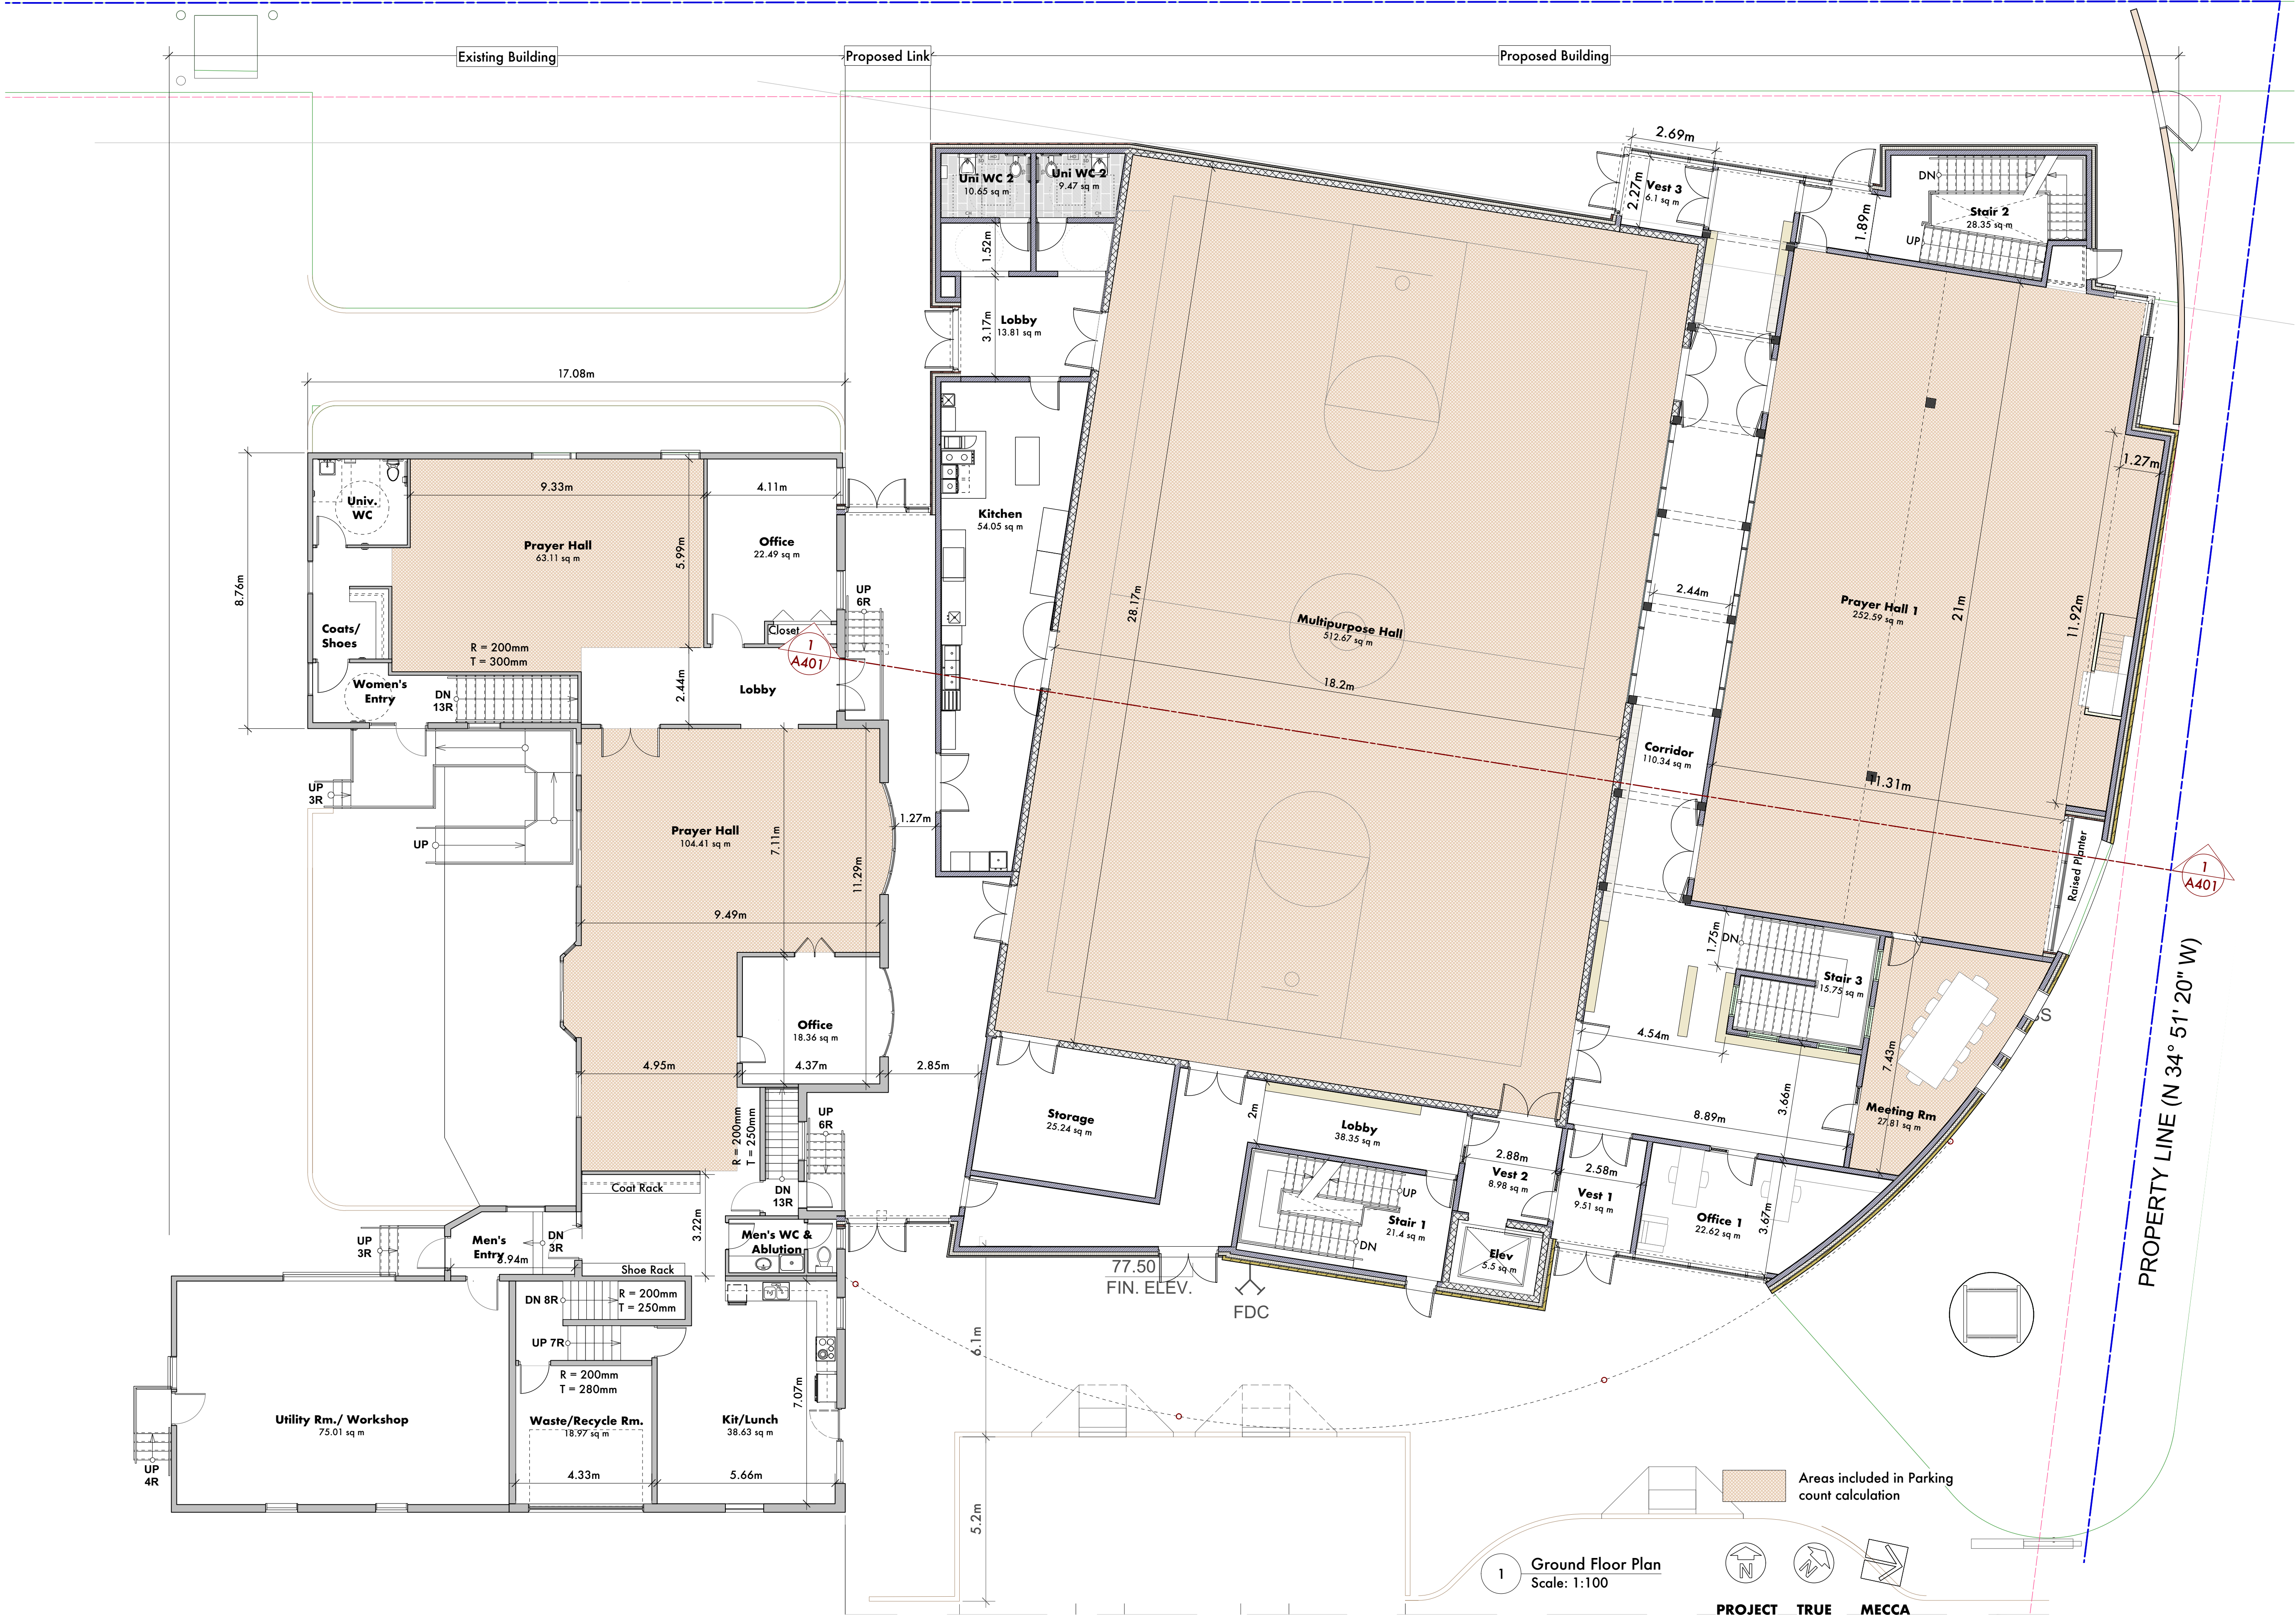 Existing Building
Proposed Link
Proposed Building
2.69m
Uni WC 2
10.65 sq m
Uni WC 2
9.47 sq m
2.27m
Vest 3
6.1 sq m
1.89m
DN
Stair 2
28.35 sq m
UP
1.52m
3.17m
Lobby
13.81 sq m
17.08m
9.33m
4.11m
1.27m
Univ.
WC
Kitchen
54.05 sq m
Prayer Hall
63.11 sq m
Office
22.49 sq m
5.99m
8.76m
UP
6R
28.17m
2.44m
Prayer Hall 1
252.59 sq m
21m
11.92m
Multipurpose Hall
512.67 sq m
Coats/
Shoes
Closet
R = 200mm
T = 300mm
1
A401
Women's
Entry
DN
13R
2.44m
Lobby
18.2m
Corridor
110.34 sq m
11.31m
UP
3R
UP
Prayer Hall
104.41 sq m
7.11m
1.27m
11.29m
Raised Planter
1
A401
9.49m
1.75m
DN
Stair 3
15.75 sq m
PROPERTY LINE (N 34° 51' 20" W)
Office
18.36 sq m
4.54m
7.43m
4.95m
4.37m
2.85m
R = 200mm
T = 250mm
UP
6R
Storage
25.24 sq m
2m
Lobby
38.35 sq m
8.89m
3.66m
Meeting Rm
27.81 sq m
Coat Rack
DN
13R
2.88m
Vest 2
8.98 sq m
2.58m
Vest 1
9.51 sq m
UP
Stair 1
21.4 sq m
DN
Office 1
22.62 sq m
3.67m
3.22m
UP
3R
Men's
Entry
DN
3R
Men's WC &
Ablution
Elev
5.5 sq m
Shoe Rack
77.50
FIN. ELEV.
FDC
DN 8R
R = 200mm
T = 250mm
UP 7R
6.1m
R = 200mm
T = 280mm
7.07m
Utility Rm./ Workshop
75.01 sq m
Waste/Recycle Rm.
18.97 sq m
Kit/Lunch
38.63 sq m
UP
4R
4.33m
5.66m
5.2m
Areas included in Parking
count calculation
1
Ground Floor Plan
Scale: 1:100
N
N
PROJECT
TRUE
MECCA